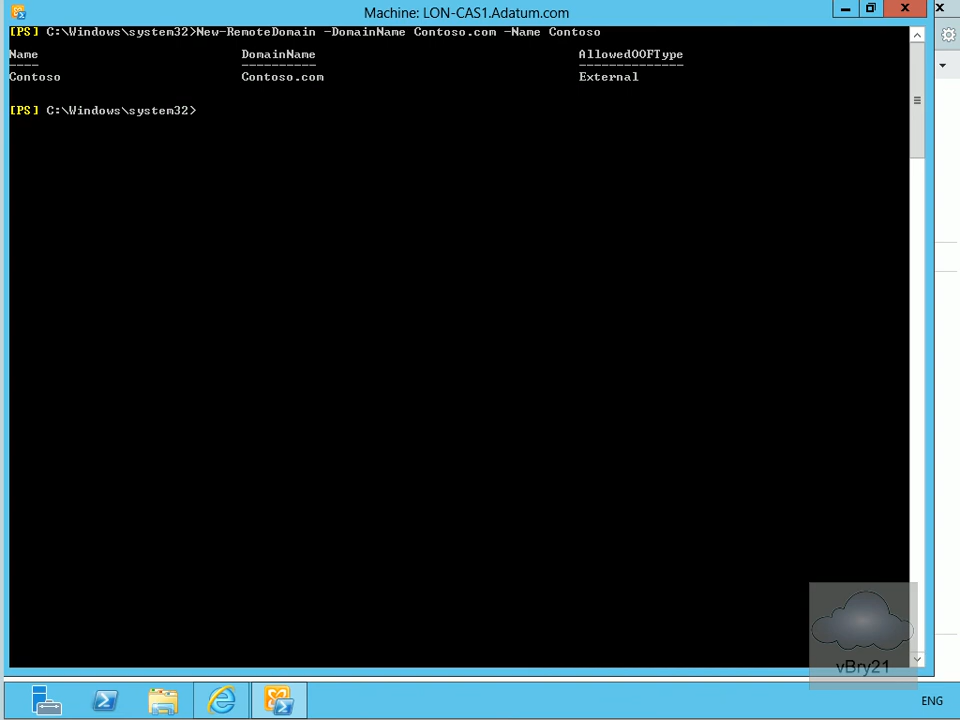 Machine: LON-CAS1.Adatum.com
[PS] C:\Windows\system32>New-RemoteDomain -DomainName Contoso.com -Name Contoso
Name DomainName AllowedOOFType
---- ---------- --------------
Contoso Contoso.com External
[PS] C:\Windows\system32>
vBry21
ENG